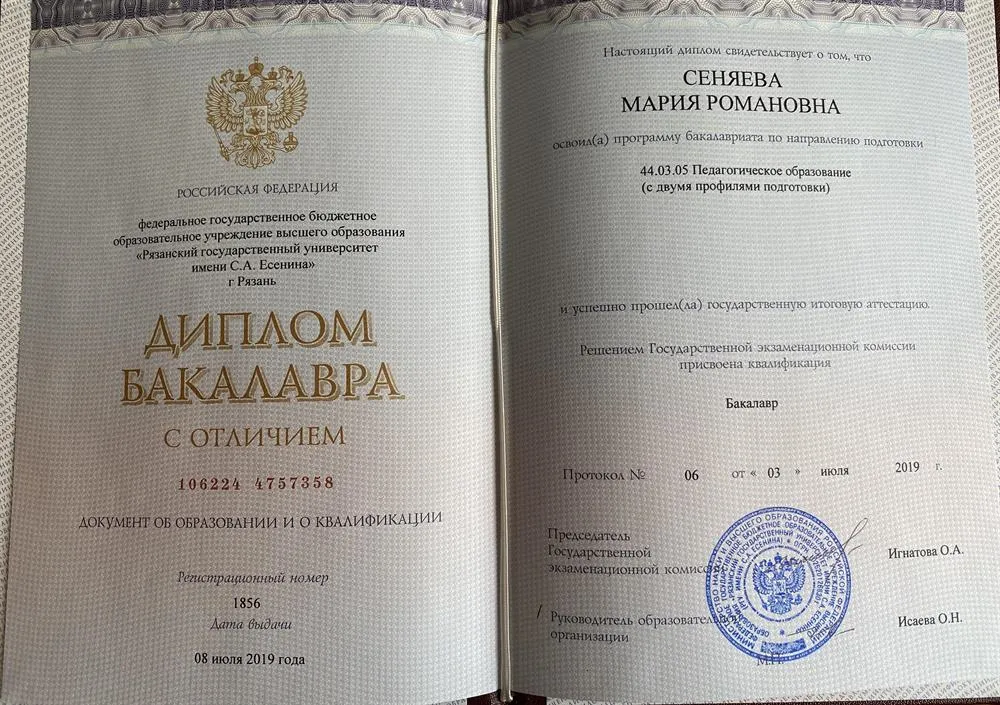 РОССИЙСКАЯ ФЕДЕРАЦИЯ
федеральное государственное бюджетное
образовательное учреждение высшего образования
«Рязанский государственный университет
имени С.А. Есенина»
г Рязань
ДИПЛОМ
БАКАЛАВРА
С ОТЛИЧИЕМ
106224 4757358
ДОКУМЕНТ ОБ ОБРАЗОВАНИИ И О КВАЛИФИКАЦИИ
Регистрационный номер
1856
Дата выдачи
08 июля 2019 года
Настоящий диплом свидетельствует о том, что
СЕНЯЕВА
МАРИЯ РОМАНОВНА
освоил(а) программу бакалавриата по направлению подготовки
44.03.05 Педагогическое образование
(с двумя профилями подготовки)
и успешно прошел(ла) государственную итоговую аттестацию.
Решением Государственной экзаменационной комиссии
присвоена квалификация
Бакалавр
Протокол № 06 от « 03 » июля 2019 г.
Председатель
Государственной
экзаменационной комиссии
Игнатова О.А.
Руководитель образовательной
организации
Исаева О.Н.
М.П.